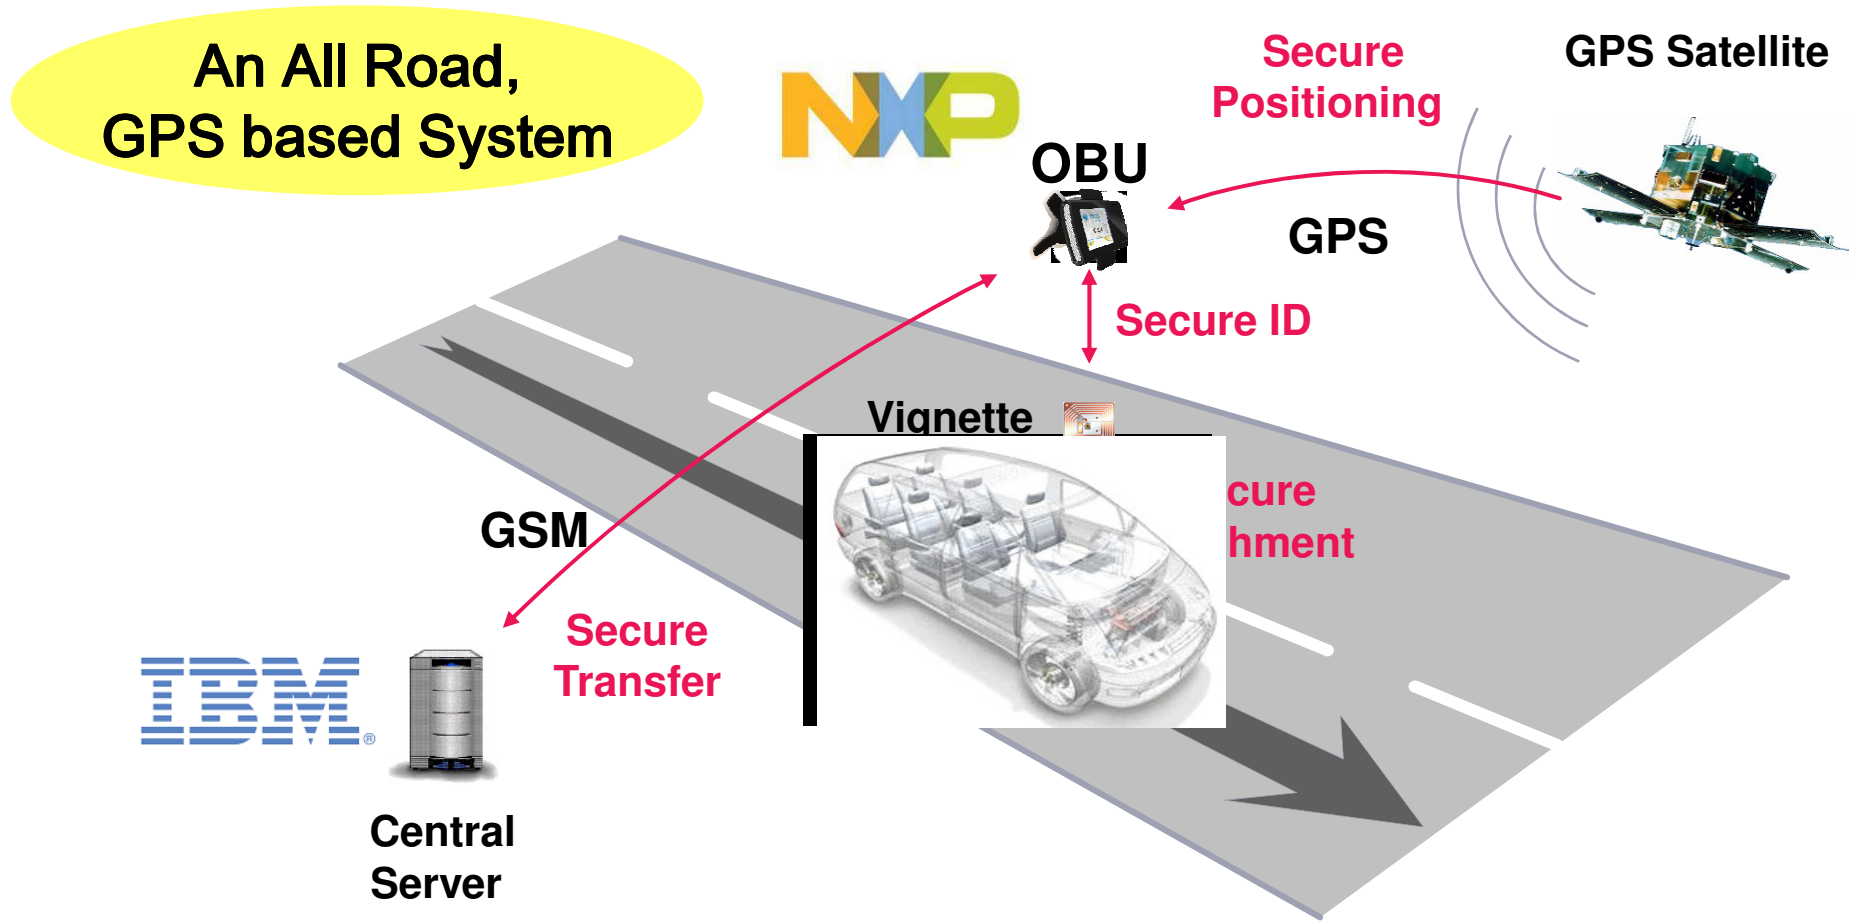 An All Road,
GPS based System
NXP
OBU
Secure
Positioning
GPS Satellite
GPS
Secure ID
Vignette
cure
hment
GSM
Secure
Transfer
IBM®
Central
Server